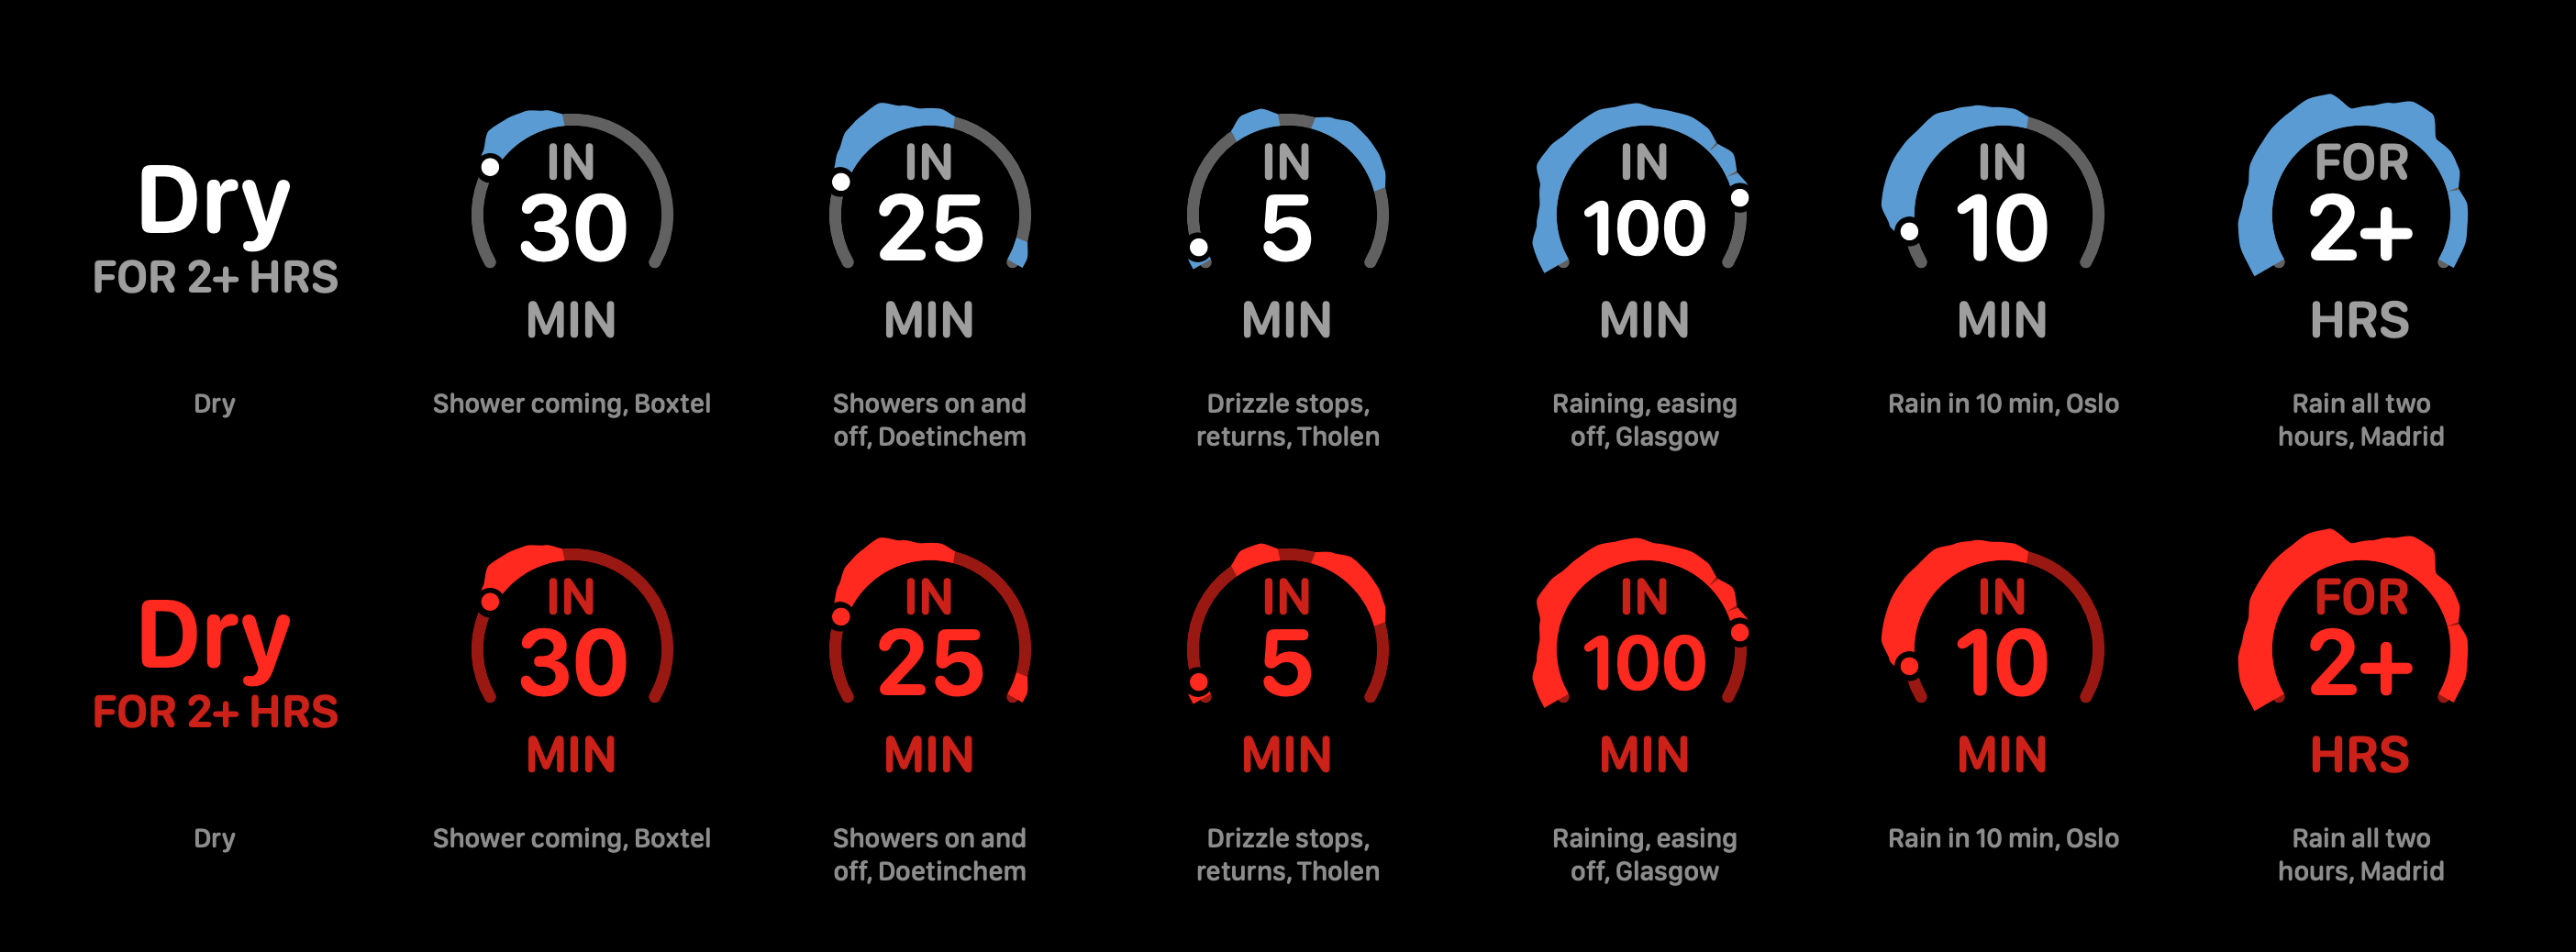 Dry
FOR 2+ HRS
Dry
IN
30
MIN
Shower coming, Boxtel
IN
25
MIN
Showers on and
off, Doetinchem
IN
5
MIN
Drizzle stops,
returns, Tholen
IN
100
MIN
Raining, easing
off, Glasgow
IN
10
MIN
Rain in 10 min, Oslo
FOR
2+
HRS
Rain all two
hours, Madrid
Dry
FOR 2+ HRS
Dry
IN
30
MIN
Shower coming, Boxtel
IN
25
MIN
Showers on and
off, Doetinchem
IN
5
MIN
Drizzle stops,
returns, Tholen
IN
100
MIN
Raining, easing
off, Glasgow
IN
10
MIN
Rain in 10 min, Oslo
FOR
2+
HRS
Rain all two
hours, Madrid